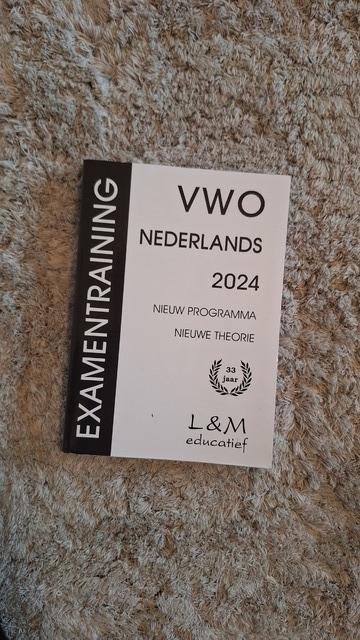 EXAMENTRAINING
VWO
NEDERLANDS
2024
NIEUW PROGRAMMA
NIEUWE THEORIE
33
jaar
L&M
educatief